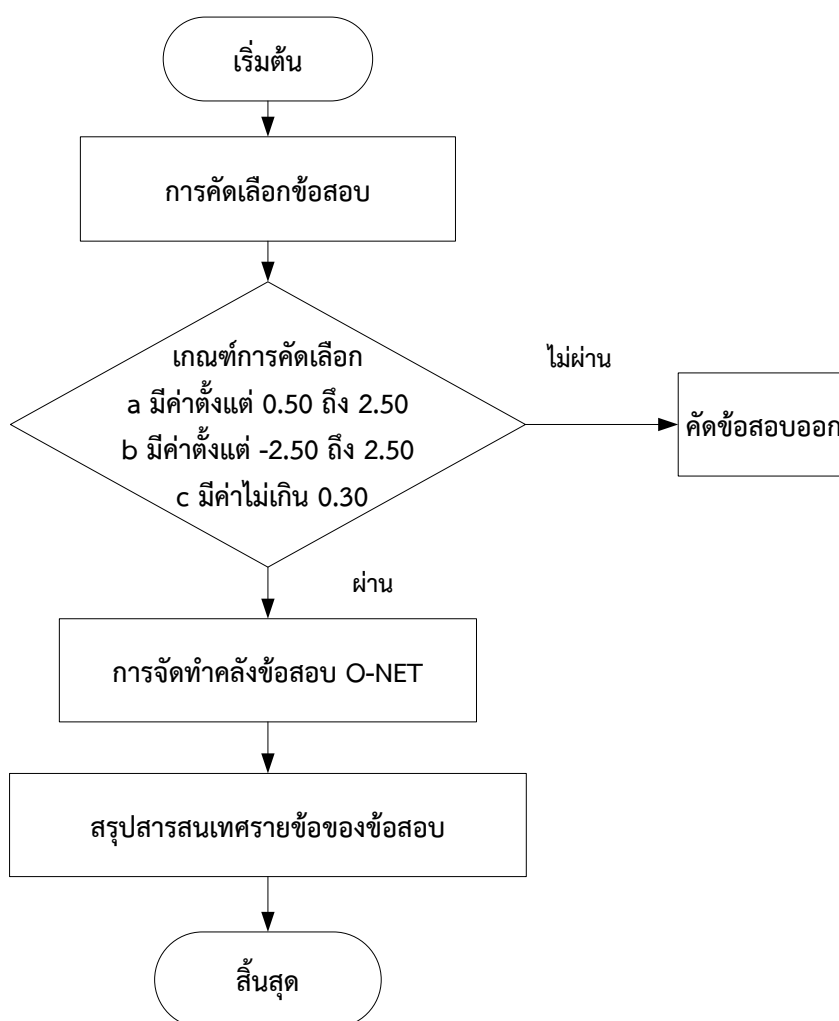 เริ่มต้น
การคัดเลือกข้อสอบ
เกณฑ์การคัดเลือก
a มีค่าตั้งแต่ 0.50 ถึง 2.50
b มีค่าตั้งแต่ -2.50 ถึง 2.50
c มีค่าไม่เกิน 0.30
ไม่ผ่าน
คัดข้อสอบออก
ผ่าน
การจัดทำคลังข้อสอบ O-NET
สรุปสารสนเทศรายข้อของข้อสอบ
สิ้นสุด